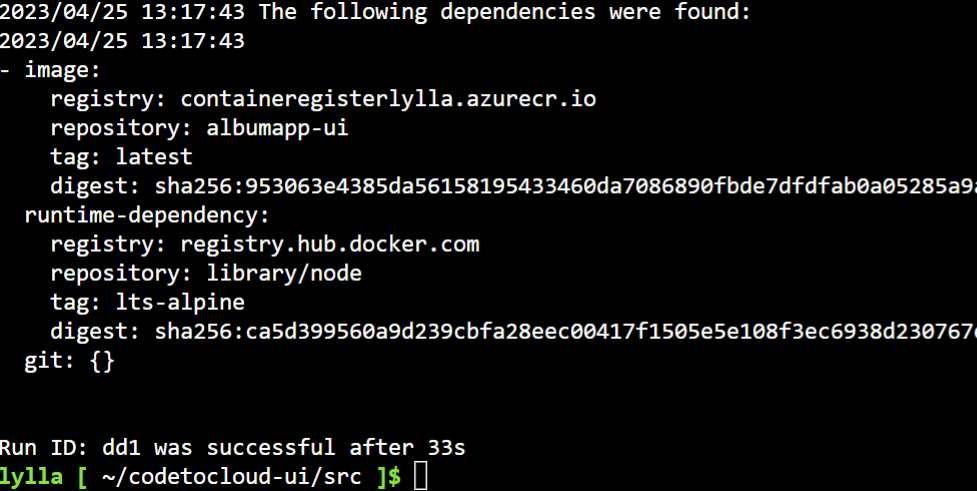 2023/04/25 13:17:43 The following dependencies were found:
2023/04/25 13:17:43
- image:
    registry: containeregisterlylla.azurecr.io
    repository: albumapp-ui
    tag: latest
    digest: sha256:953063e4385da56158195433460da7086890fbde7dfdfab0a05285a9
  runtime-dependency:
    registry: registry.hub.docker.com
    repository: library/node
    tag: lts-alpine
    digest: sha256:ca5d399560a9d239cbfa28eec00417f1505e5e108f3ec6938d230767
  git: {}
Run ID: dd1 was successful after 33s
lylla [ ~/codetocloud-ui/src ]$